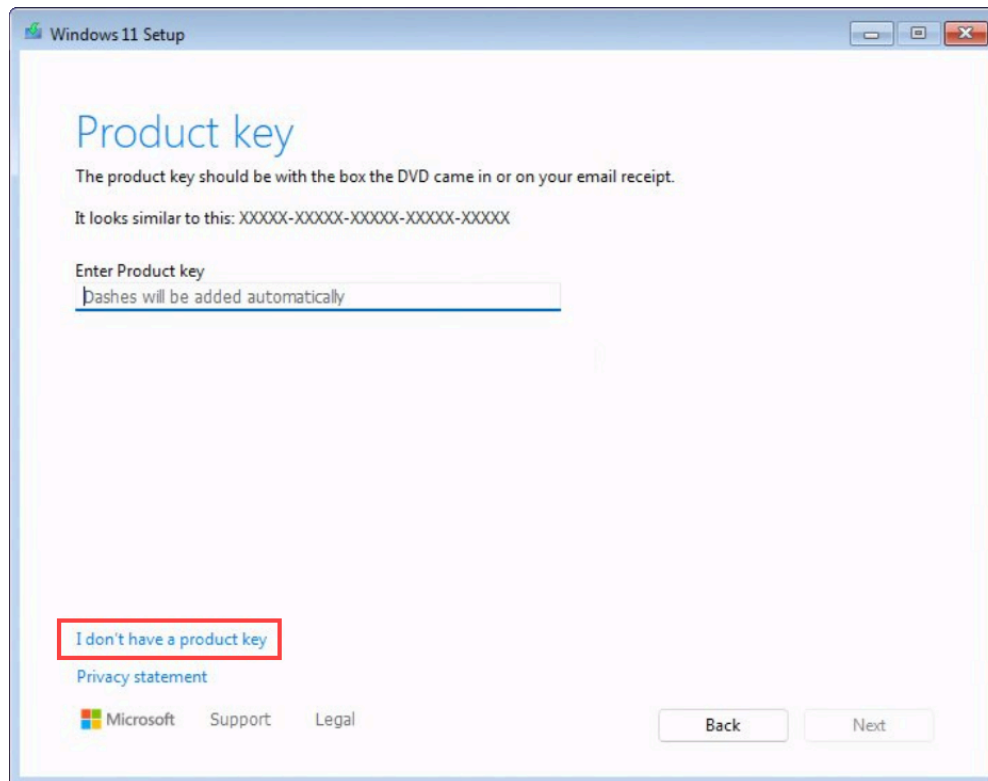 Windows 11 Setup
Product key
The product key should be with the box the DVD came in or on your email receipt.
It looks similar to this: XXXXX-XXXXX-XXXXX-XXXXX-XXXXX
Enter Product key
Dashes will be added automatically
I don't have a product key
Privacy statement
Microsoft Support Legal
Back Next